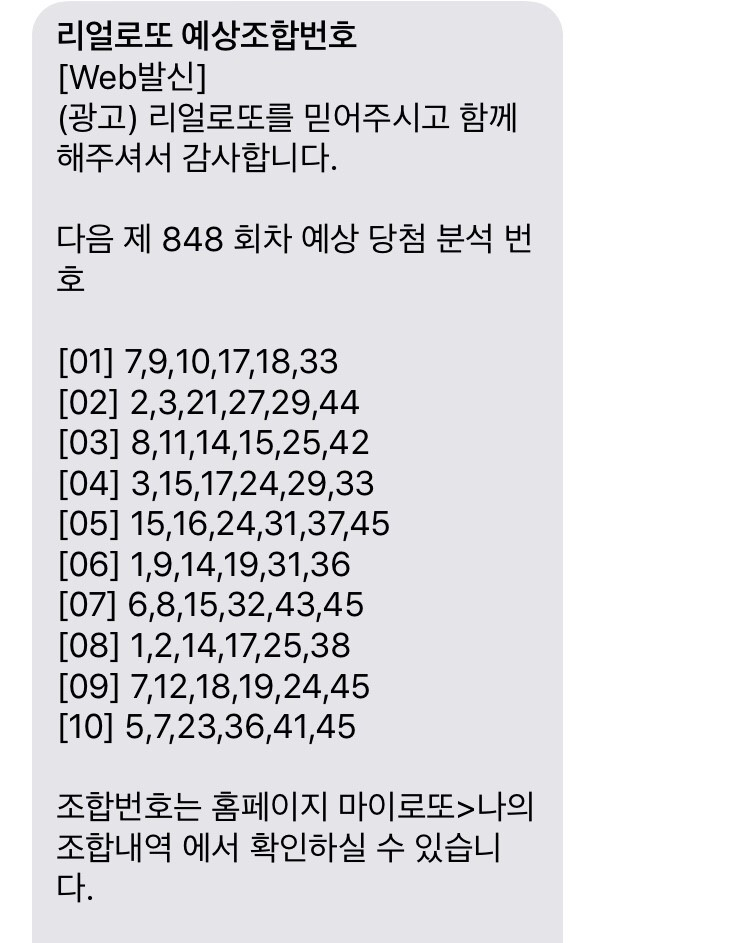 리얼로또 예상조합번호
[Web발신]
(광고) 리얼로또를 믿어주시고 함께
해주셔서 감사합니다.
다음 제 848 회차 예상 당첨 분석 번
호
[01] 7,9,10,17,18,33
[02] 2,3,21,27,29,44
[03] 8,11,14,15,25,42
[04] 3,15,17,24,29,33
[05] 15,16,24,31,37,45
[06] 1,9,14,19,31,36
[07] 6,8,15,32,43,45
[08] 1,2,14,17,25,38
[09] 7,12,18,19,24,45
[10] 5,7,23,36,41,45
조합번호는 홈페이지 마이로또>나의
조합내역 에서 확인하실 수 있습니
다.